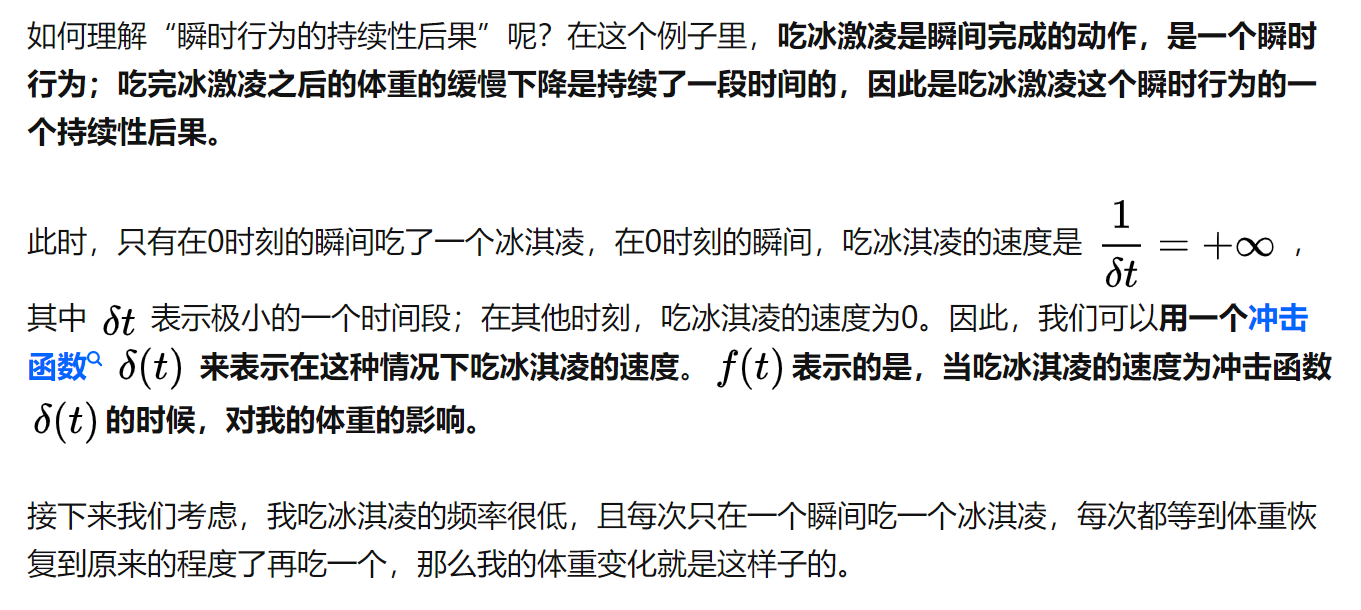 如何理解“瞬时行为的持续性后果”呢？在这个例子里，吃冰激凌是瞬间完成的动作，是一个瞬时
行为；吃完冰激凌之后的体重的缓慢下降是持续了一段时间的，因此是吃冰激凌这个瞬时行为的一
个持续性后果。
此时，只有在0时刻的瞬间吃了一个冰淇凌，在0时刻的瞬间，吃冰淇凌的速度是 1/δt = +∞ ，
其中 δt 表示极小的一个时间段；在其他时刻，吃冰淇凌的速度为0。因此，我们可以用一个冲击
函数 δ(t) 来表示在这种情况下吃冰淇凌的速度。f(t) 表示的是，当吃冰淇凌的速度为冲击函数
δ(t) 的时候，对我的体重的影响。
接下来我们考虑，我吃冰淇凌的频率很低，且每次只在一个瞬间吃一个冰淇凌，每次都等到体重恢
复到原来的程度了再吃一个，那么我的体重变化就是这样子的。